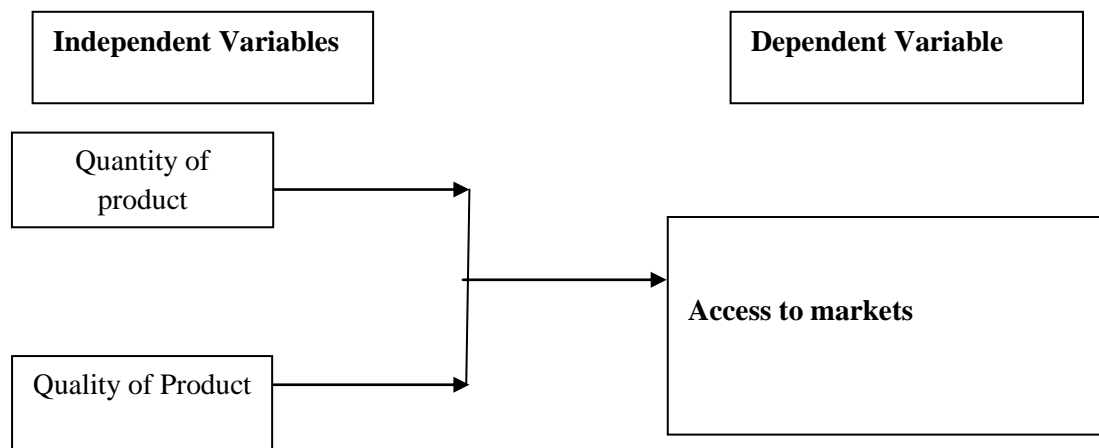 Independent Variables
Dependent Variable
Quantity of
product
Access to markets
Quality of Product